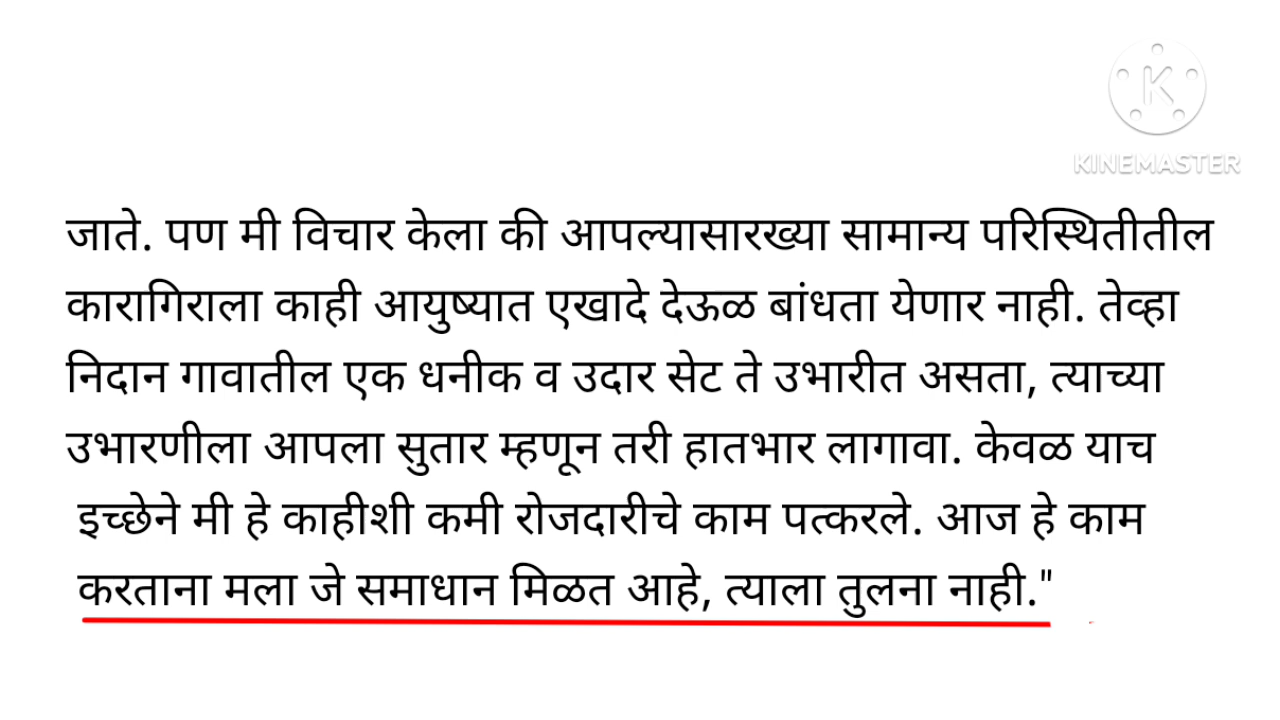 KINEMASTER
जाते. पण मी विचार केला की आपल्यासारख्या सामान्य परिस्थितीतील
कारागिराला काही आयुष्यात एखादे देऊळ बांधता येणार नाही. तेव्हा
निदान गावातील एक धनीक व उदार सेट ते उभारीत असता, त्याच्या
उभारणीला आपला सुतार म्हणून तरी हातभार लागावा. केवळ याच
इच्छेने मी हे काहीशी कमी रोजदारीचे काम पत्करले. आज हे काम
करताना मला जे समाधान मिळत आहे, त्याला तुलना नाही."